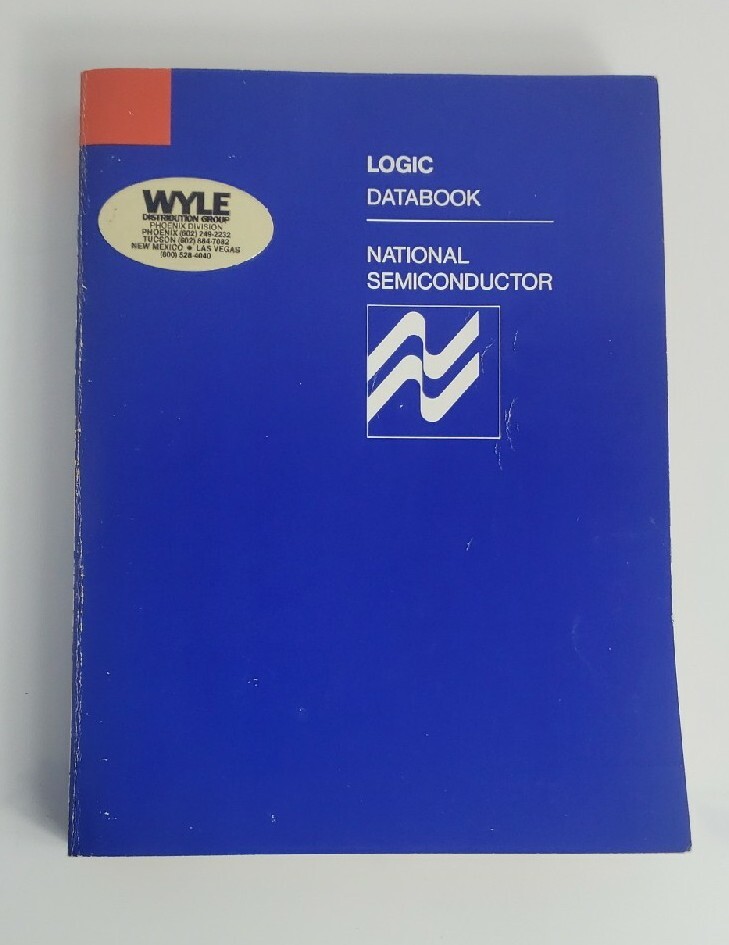 LOGIC
DATABOOK
NATIONAL
SEMICONDUCTOR
WYLE
DISTRIBUTION GROUP
PHOENIX DIVISION
PHOENIX (602) 249-2232
TUCSON (602) 884-7082
NEW MEXICO • LAS VEGAS
(800) 528-4040